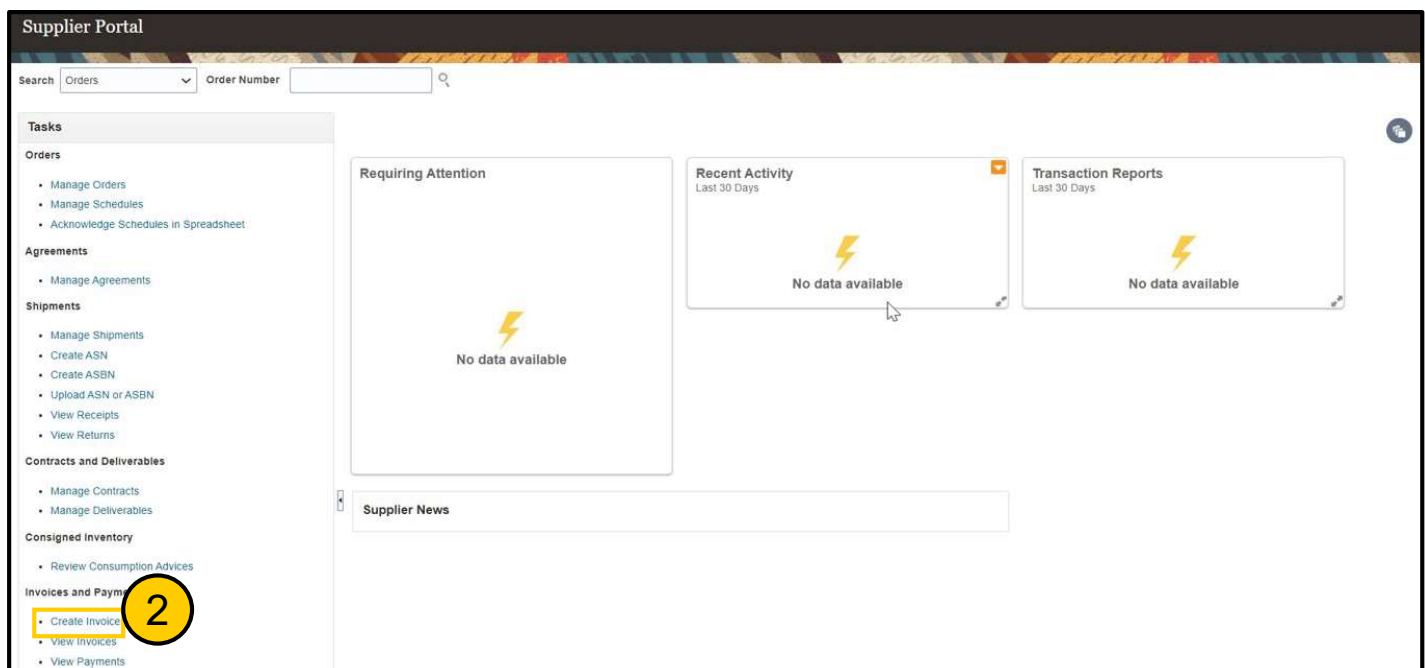 Supplier Portal
Search Orders Order Number
Tasks
Orders
Manage Orders
Manage Schedules
Acknowledge Schedules in Spreadsheet
Agreements
Manage Agreements
Shipments
Manage Shipments
Create ASN
Create ASBN
Upload ASN or ASBN
View Receipts
View Returns
Contracts and Deliverables
Manage Contracts
Manage Deliverables
Consigned Inventory
Review Consumption Advices
Invoices and Payme
Create Invoice
2
View Invoices
View Payments
Requiring Attention
No data available
Recent Activity
Last 30 Days
No data available
Transaction Reports
Last 30 Days
No data available
Supplier News